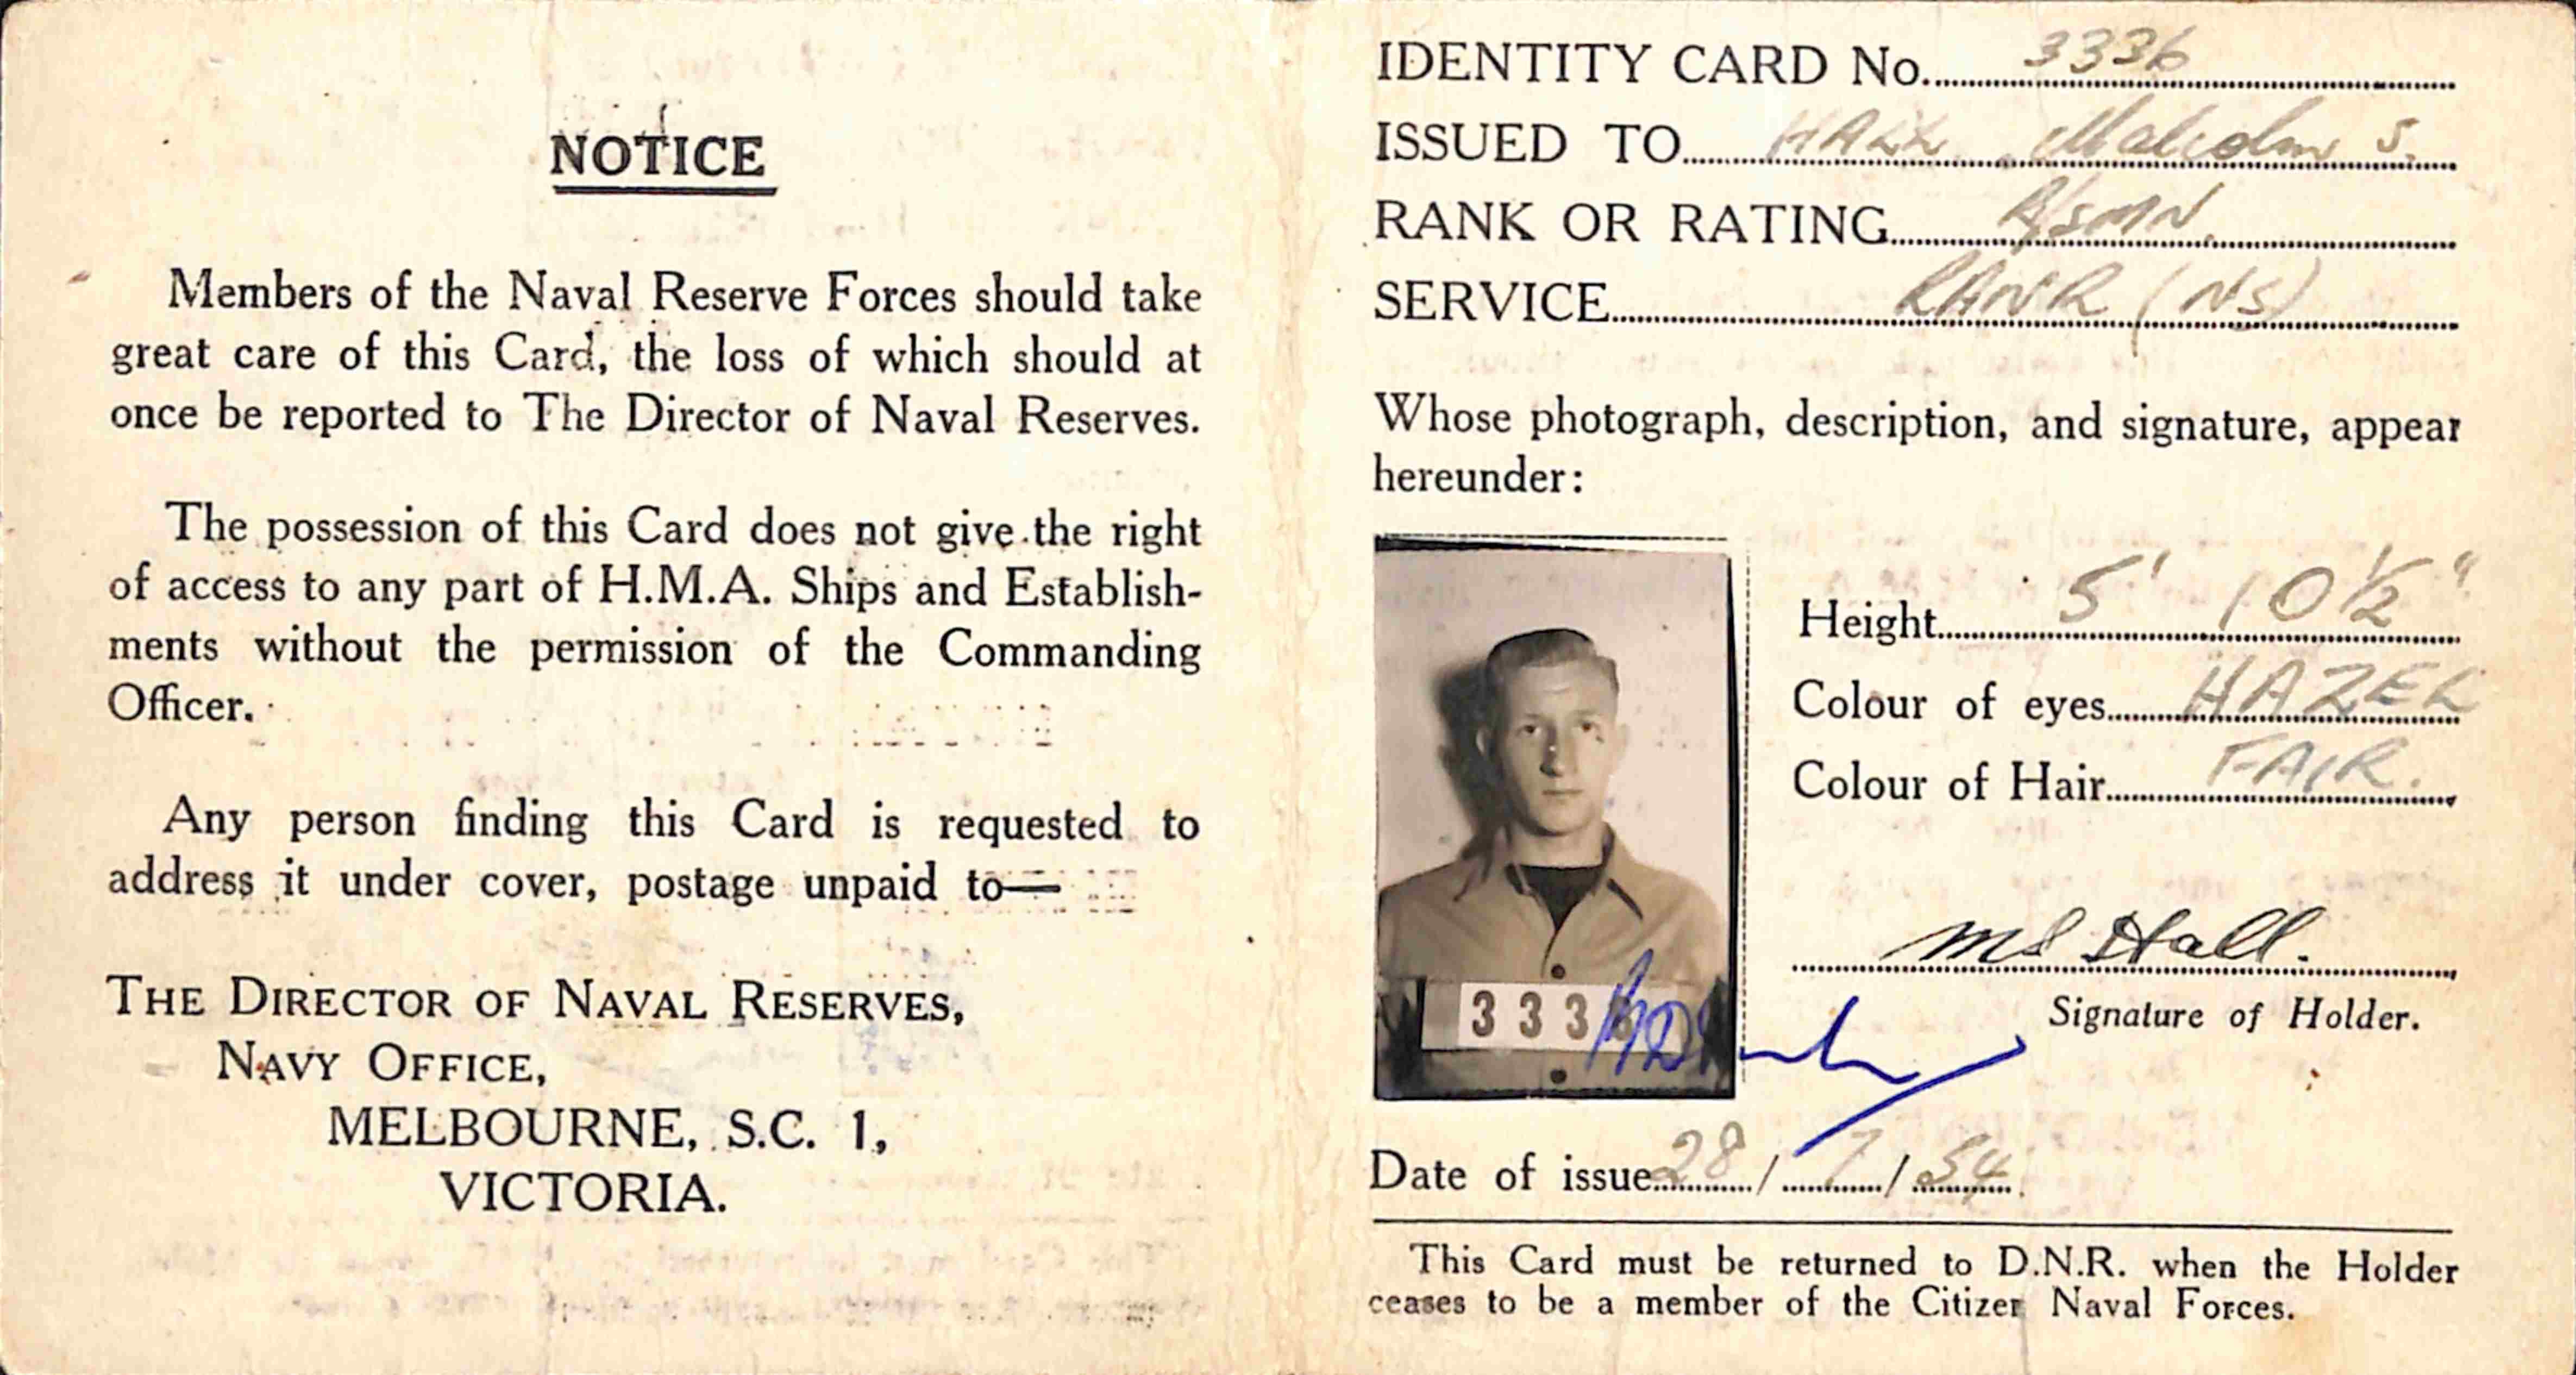 NOTICE
Members of the Naval Reserve Forces should take
great care of this Card, the loss of which should at
once be reported to The Director of Naval Reserves.
The possession of this Card does not give the right
of access to any part of H.M.A. Ships and Establish-
ments without the permission of the Commanding
Officer.
Any person finding this Card is requested to
address it under cover, postage unpaid to—
THE DIRECTOR OF NAVAL RESERVES,
NAVY OFFICE,
MELBOURNE, S.C. 1,
VICTORIA.
IDENTITY CARD No. 3336
ISSUED TO HALL Malcolm S.
RANK OR RATING A/SMN.
SERVICE RANR (NS)
Whose photograph, description, and signature, appear
hereunder:
Height 5' 10½"
Colour of eyes HAZEL
Colour of Hair FAIR.
MS Hall.
Signature of Holder.
3336
Date of issue 28/7/54.
This Card must be returned to D.N.R. when the Holder
ceases to be a member of the Citizen Naval Forces.